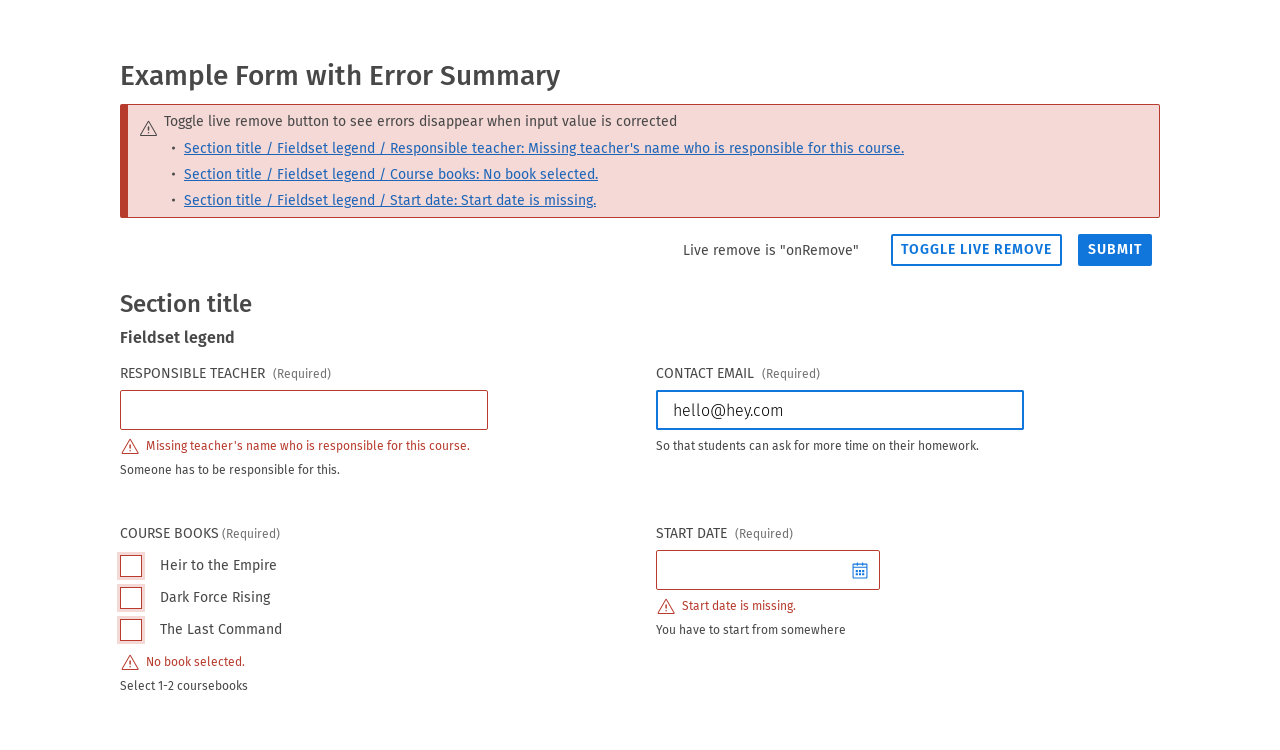 Example Form with Error Summary
Toggle live remove button to see errors disappear when input value is corrected
• Section title / Fieldset legend / Responsible teacher: Missing teacher's name who is responsible for this course.
• Section title / Fieldset legend / Course books: No book selected.
• Section title / Fieldset legend / Start date: Start date is missing.
Live remove is "onRemove" TOGGLE LIVE REMOVE SUBMIT
Section title
Fieldset legend
RESPONSIBLE TEACHER (Required)
Missing teacher's name who is responsible for this course.
Someone has to be responsible for this.
CONTACT EMAIL (Required)
hello@hey.com
So that students can ask for more time on their homework.
COURSE BOOKS (Required)
Heir to the Empire
Dark Force Rising
The Last Command
No book selected.
Select 1-2 coursebooks
START DATE (Required)
Start date is missing.
You have to start from somewhere